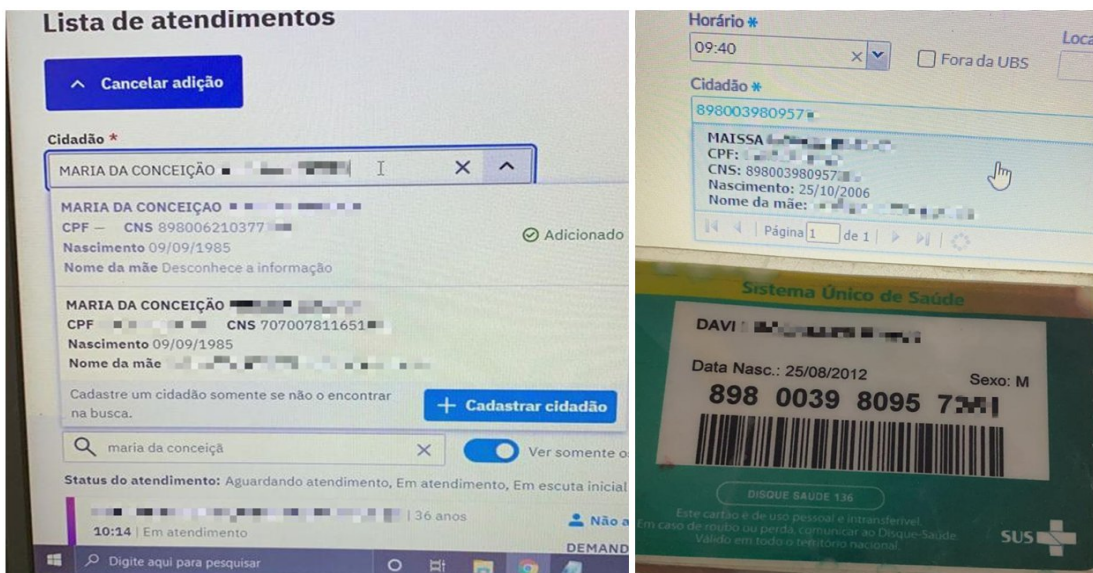 Lista de atendimentos
Cancelar adição
Cidadão *
MARIA DA CONCEIÇÃO
MARIA DA CONCEIÇAO
CPF — CNS 898006210377
Adicionado
Nascimento 09/09/1985
Nome da mãe Desconhece a informação
MARIA DA CONCEIÇÃO
CPF CNS 707007811651
Nascimento 09/09/1985
Nome da mãe
Cadastre um cidadão somente se não o encontrar
na busca.
+ Cadastrar cidadão
maria da conceiçã
Ver somente o
Status do atendimento: Aguardando atendimento, Em atendimento, Em escuta inicial
| 36 anos
10:14 | Em atendimento
Não a
DEMAND
Digite aqui para pesquisar
Horário *
09:40
Fora da UBS
Loca
Cidadão *
898003980957
MAISSA
CPF:
CNS: 898003980957
Nascimento: 25/10/2006
Nome da mãe:
Página 1 de 1
Sistema Único de Saúde
DAVI
Data Nasc.: 25/08/2012
Sexo: M
898 0039 8095 7
DISQUE SAÚDE 136
Este cartão é de uso pessoal e intransferível.
Em caso de roubo ou perda, comunicar ao Disque-Saúde
Válido em todo o território nacional.
SUS